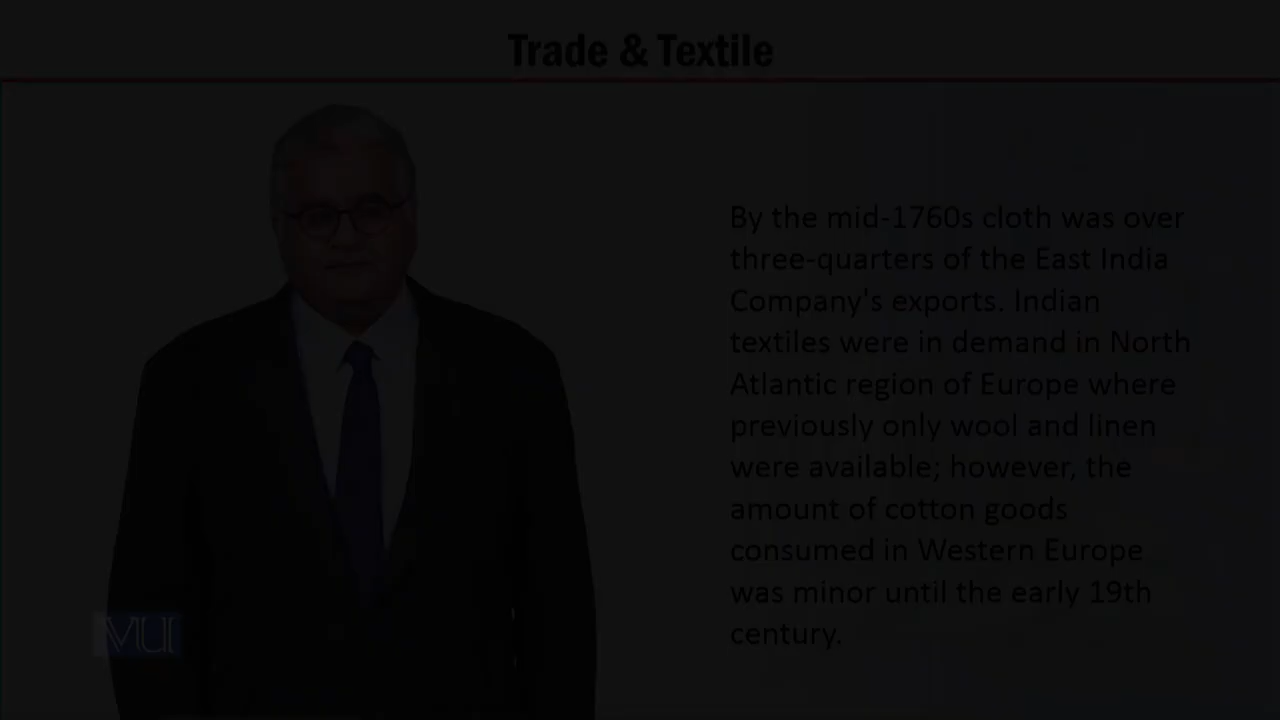 Trade & Textile
By the mid-1760s cloth was over
three-quarters of the East India
Company's exports. Indian
textiles were in demand in North
Atlantic region of Europe where
previously only wool and linen
were available; however, the
amount of cotton goods
consumed in Western Europe
was minor until the early 19th
century.
VU